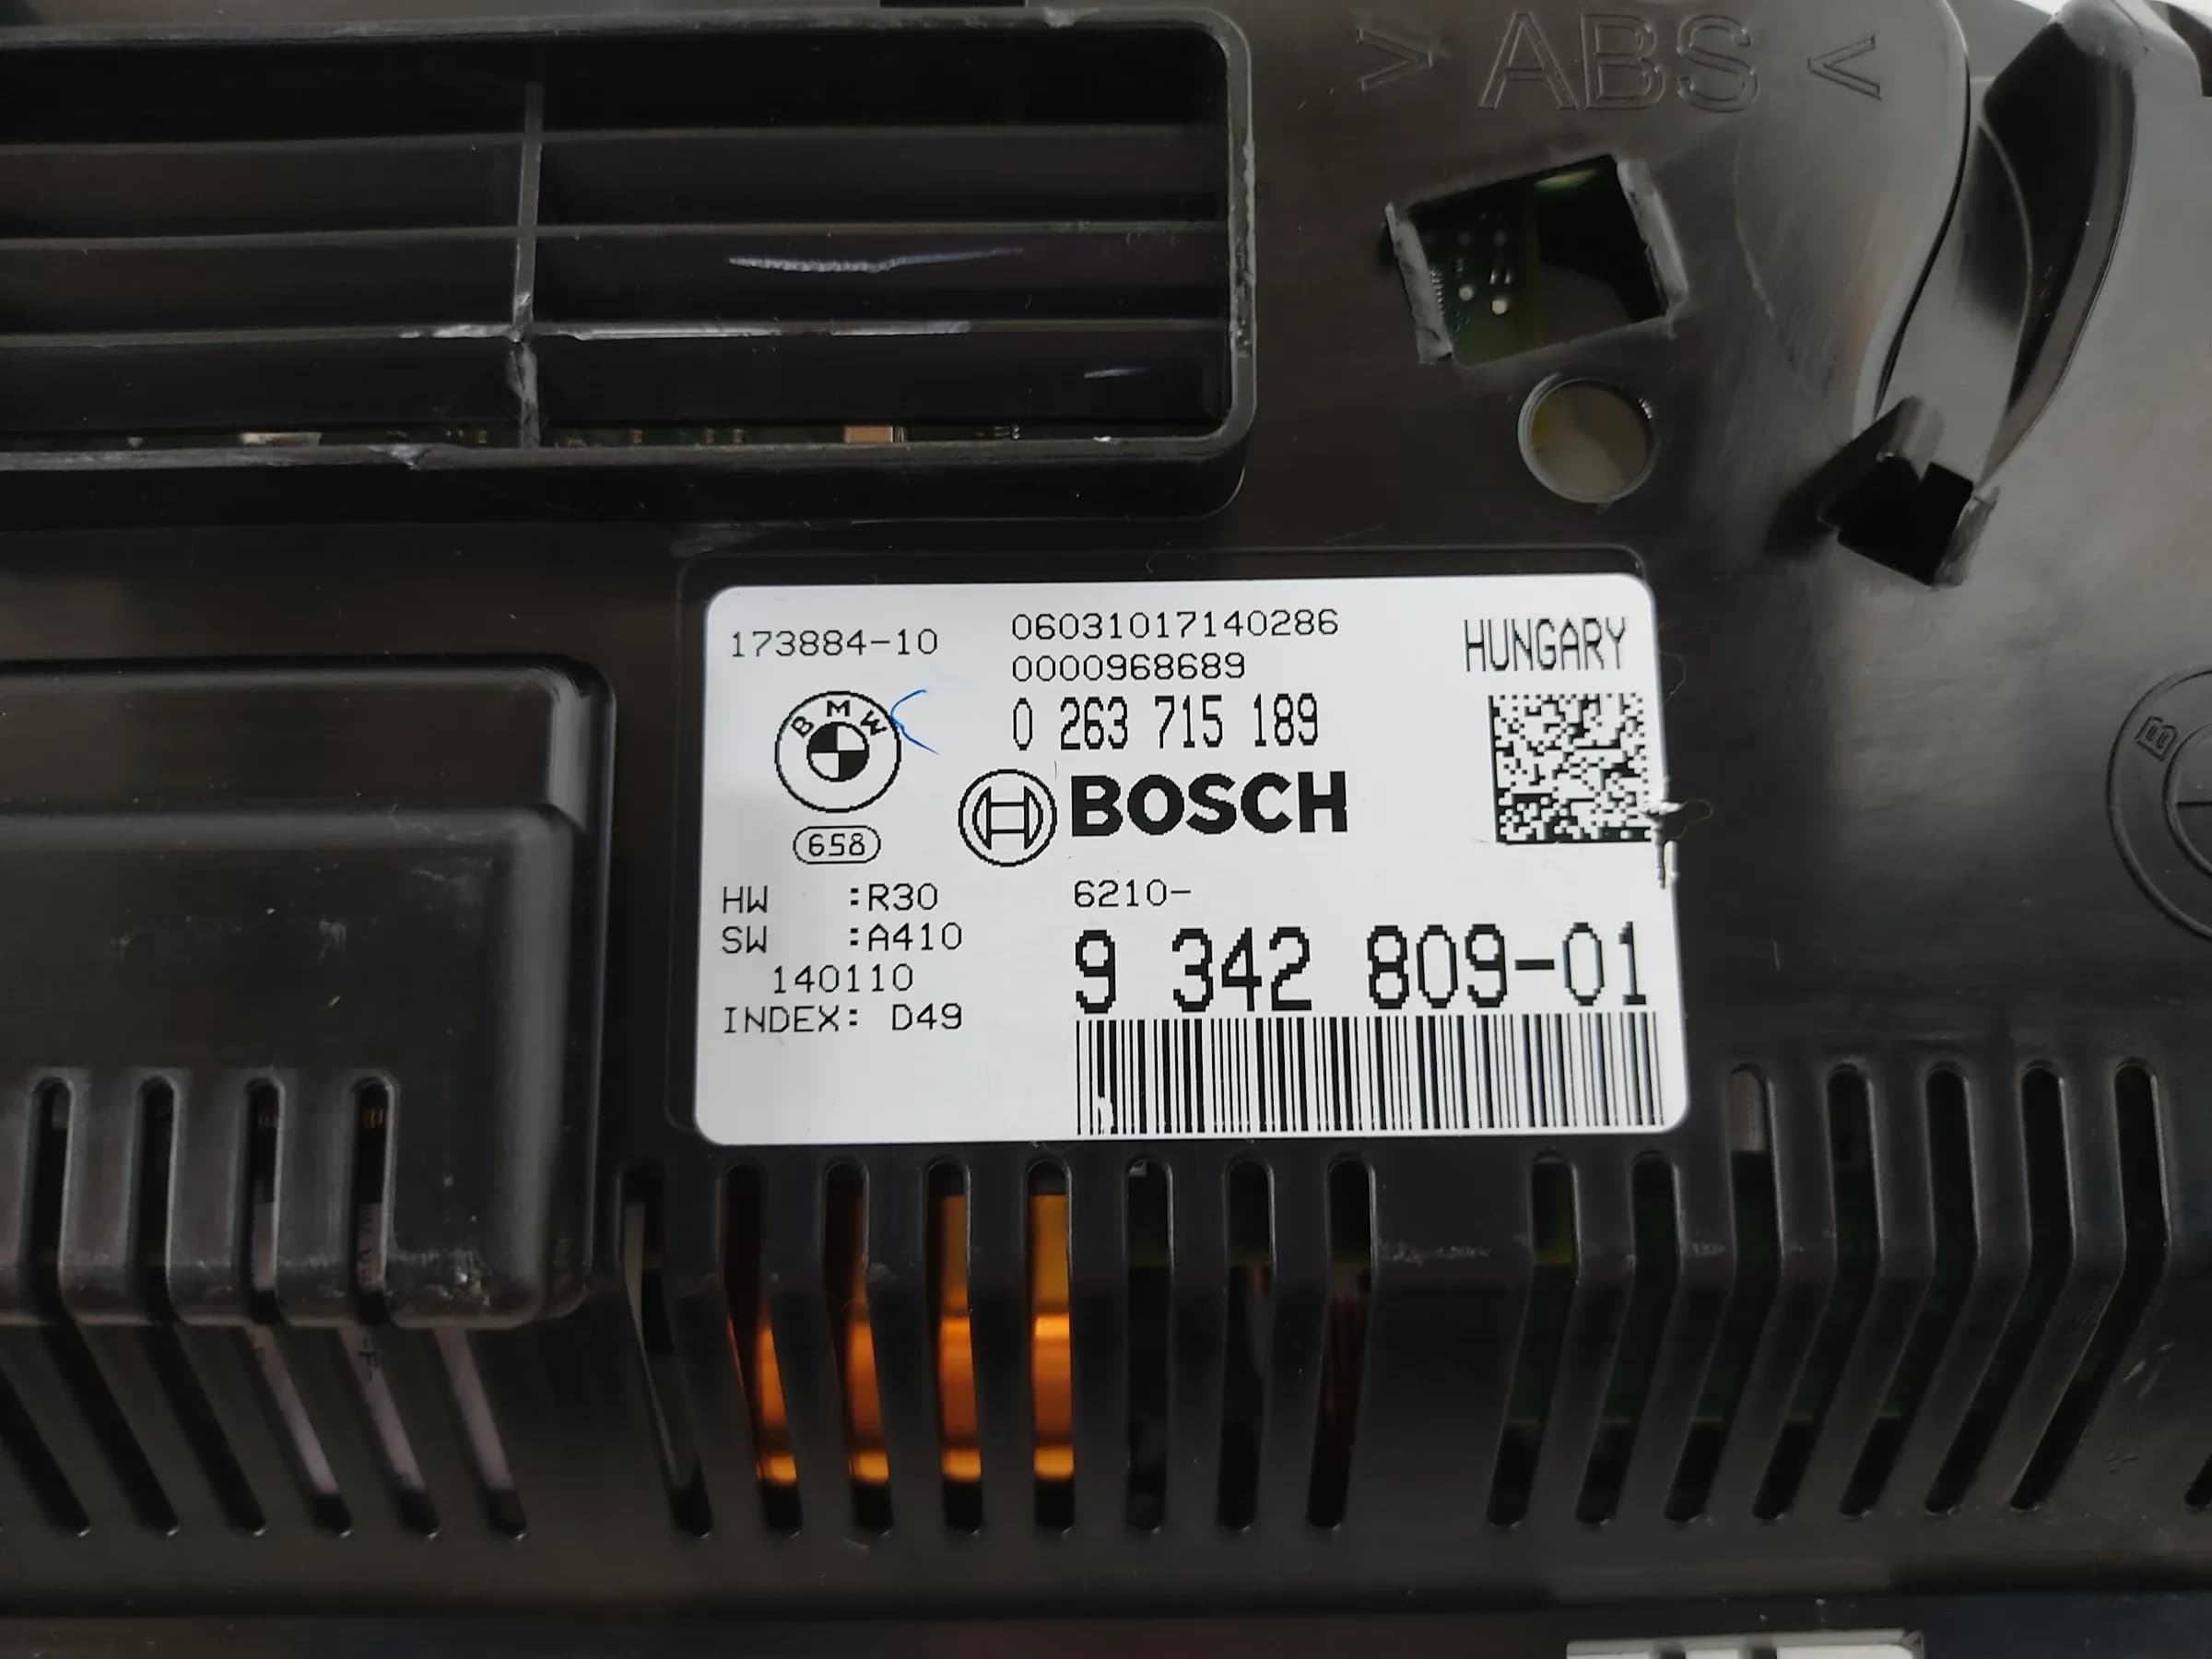 > ABS <
173884-10
06031017140286
0000968689
HUNGARY
0 263 715 189
BMW
BOSCH
658
HW :R30
SW :A410
140110
INDEX: D49
6210-
9 342 809-01
B